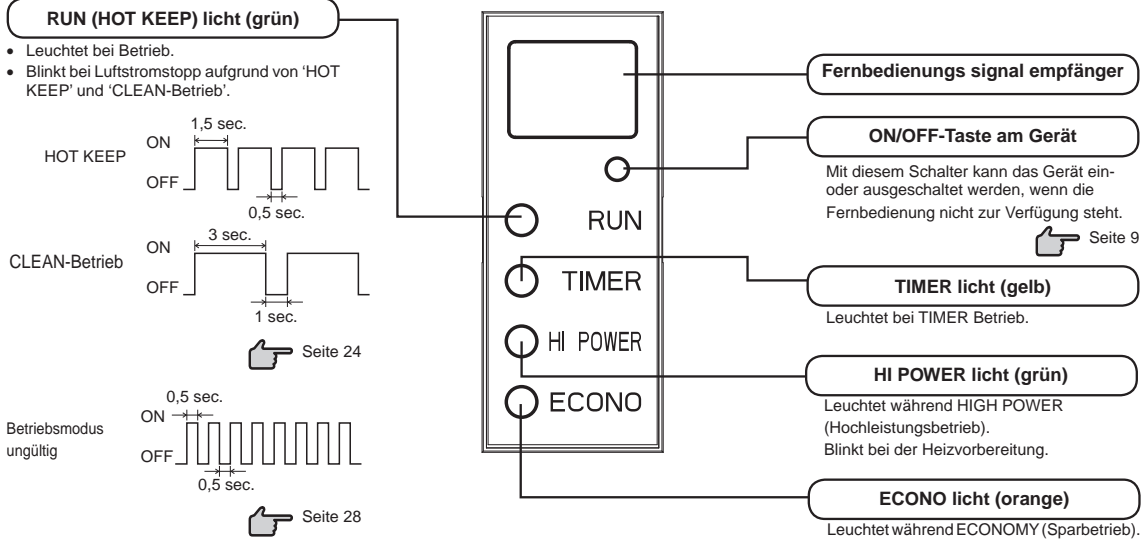 RUN (HOT KEEP) licht (grün)
• Leuchtet bei Betrieb.
• Blinkt bei Luftstromstopp aufgrund von ‘HOT
KEEP’ und ‘CLEAN-Betrieb’.
1,5 sec.
ON
HOT KEEP
OFF
0,5 sec.
3 sec.
ON
CLEAN-Betrieb
OFF
1 sec.
Seite 24
0,5 sec.
ON
Betriebsmodus
ungültig
OFF
0,5 sec.
Seite 28
RUN
TIMER
HI POWER
ECONO
Fernbedienungs signal empfänger
ON/OFF-Taste am Gerät
Mit diesem Schalter kann das Gerät ein-
oder ausgeschaltet werden, wenn die
Fernbedienung nicht zur Verfügung steht.
Seite 9
TIMER licht (gelb)
Leuchtet bei TIMER Betrieb.
HI POWER licht (grün)
Leuchtet während HIGH POWER
(Hochleistungsbetrieb).
Blinkt bei der Heizvorbereitung.
ECONO licht (orange)
Leuchtet während ECONOMY (Sparbetrieb).